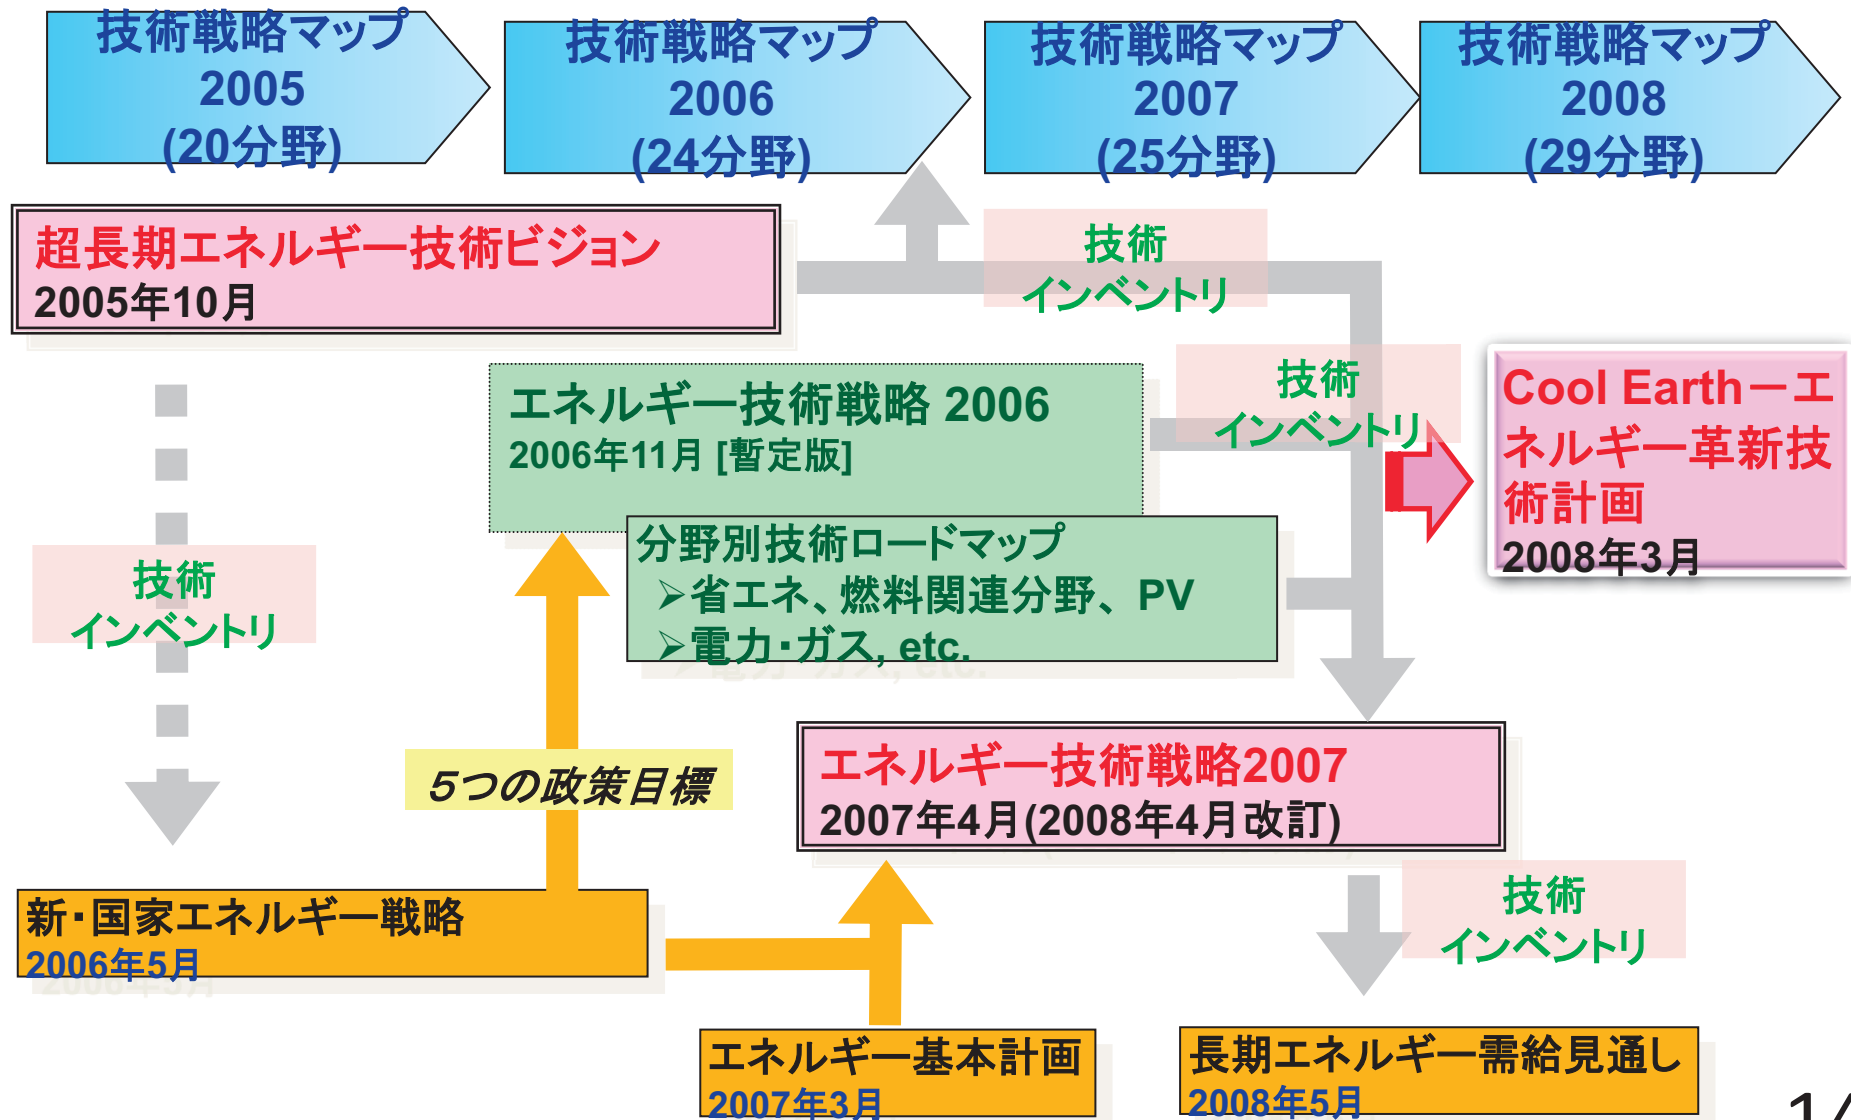 技術戦略マップ
2005
(20分野)
技術戦略マップ
2006
(24分野)
技術戦略マップ
2007
(25分野)
技術戦略マップ
2008
(29分野)
超長期エネルギー技術ビジョン
2005年10月
技術
インベントリ
エネルギー技術戦略 2006
2006年11月 [暫定版]
技術
インベントリ
Cool Earth－エ
ネルギー革新技
術計画
2008年3月
分野別技術ロードマップ
➢省エネ、燃料関連分野、PV
➢電力・ガス, etc.
技術
インベントリ
５つの政策目標
エネルギー技術戦略2007
2007年4月(2008年4月改訂)
新・国家エネルギー戦略
2006年5月
技術
インベントリ
エネルギー基本計画
2007年3月
長期エネルギー需給見通し
2008年5月